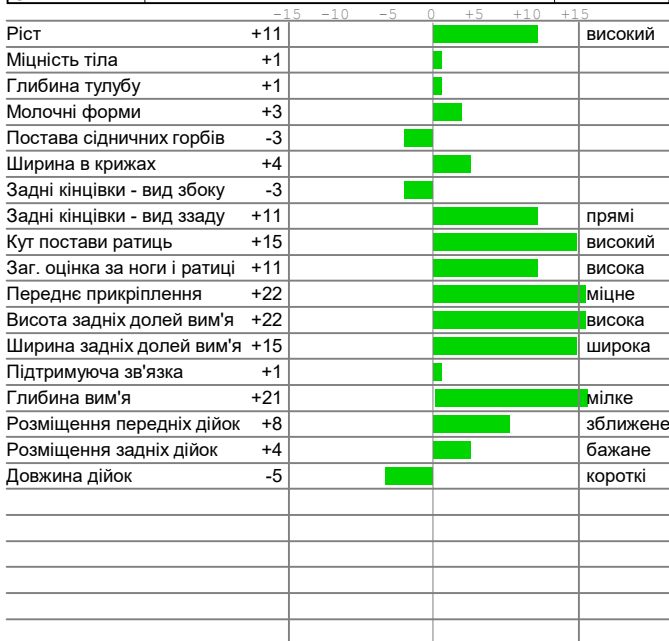 -15 -10 -5 0 +5 +10 +15
Ріст +11 високий
Міцність тіла +1
Глибина тулубу +1
Молочні форми +3
Постава сідничних горбів -3
Ширина в крижах +4
Задні кінцівки - вид збоку -3
Задні кінцівки - вид ззаду +11 прямі
Кут постави ратиць +15 високий
Заг. оцінка за ноги і ратиці +11 висока
Переднє прикріплення +22 міцне
Висота задніх долей вим'я +22 висока
Ширина задніх долей вим'я +15 широка
Підтримуюча зв'язка +1
Глибина вим'я +21 мілке
Розміщення передніх дійок +8 зближене
Розміщення задніх дійок +4 бажане
Довжина дійок -5 короткі